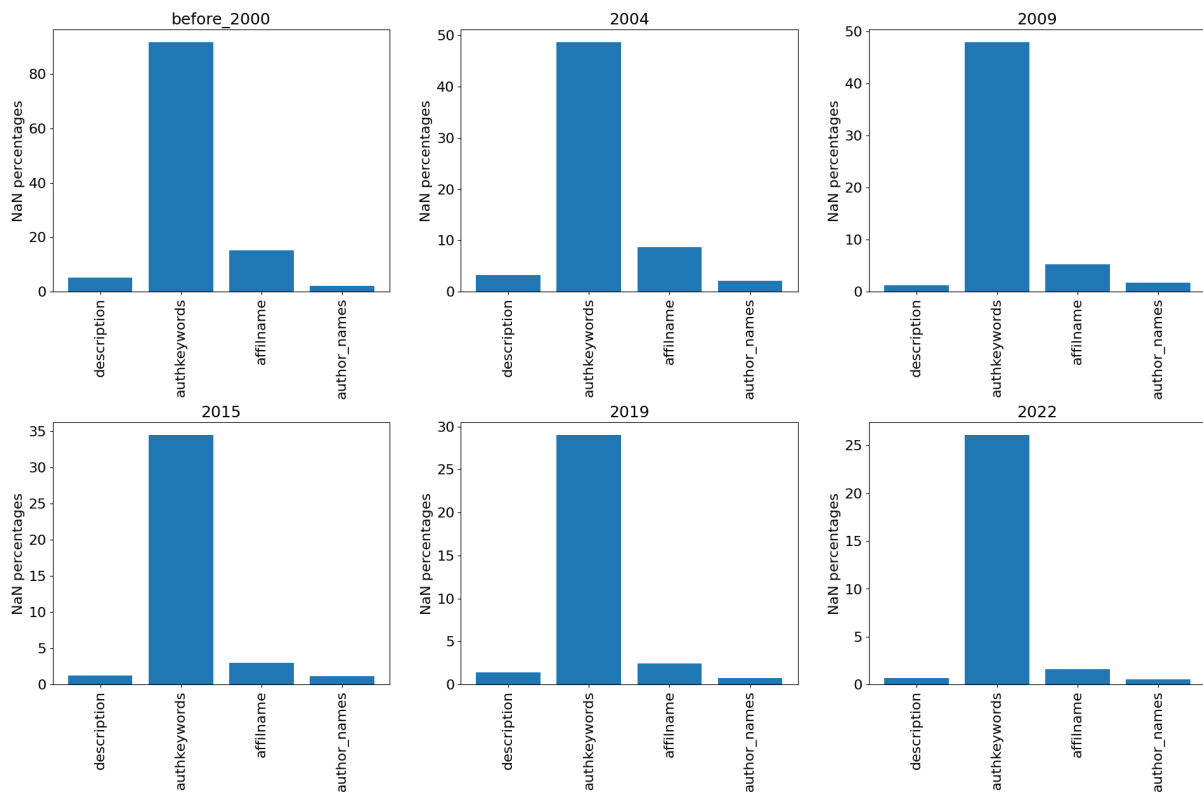 before_2000
NaN percentages
80
60
40
20
0
description
authkeywords
affilname
author_names
2004
NaN percentages
50
40
30
20
10
0
description
authkeywords
affilname
author_names
2009
NaN percentages
50
40
30
20
10
0
description
authkeywords
affilname
author_names
2015
NaN percentages
35
30
25
20
15
10
5
0
description
authkeywords
affilname
author_names
2019
NaN percentages
30
25
20
15
10
5
0
description
authkeywords
affilname
author_names
2022
NaN percentages
25
20
15
10
5
0
description
authkeywords
affilname
author_names